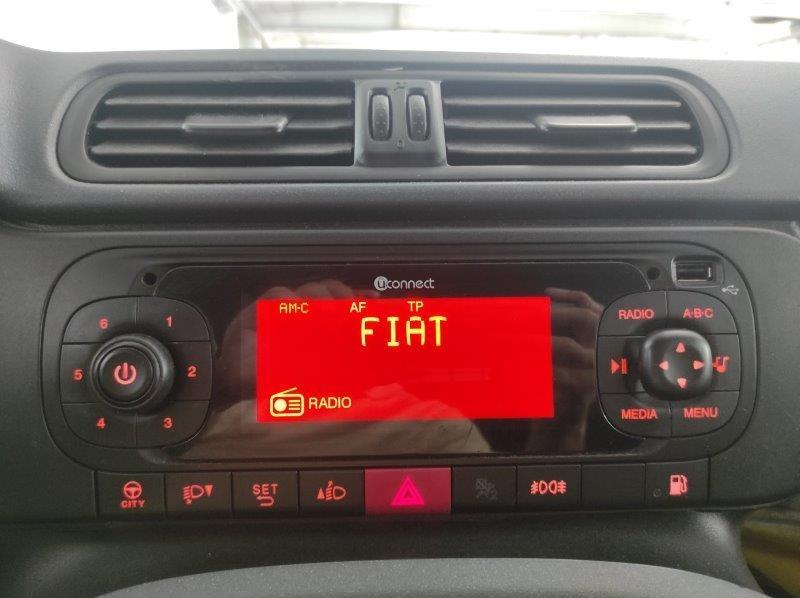 uconnect
AM-C AF TP
FIAT
RADIO
6 1
5 2
4 3
RADIO A·B·C
MEDIA MENU
CITY
SET